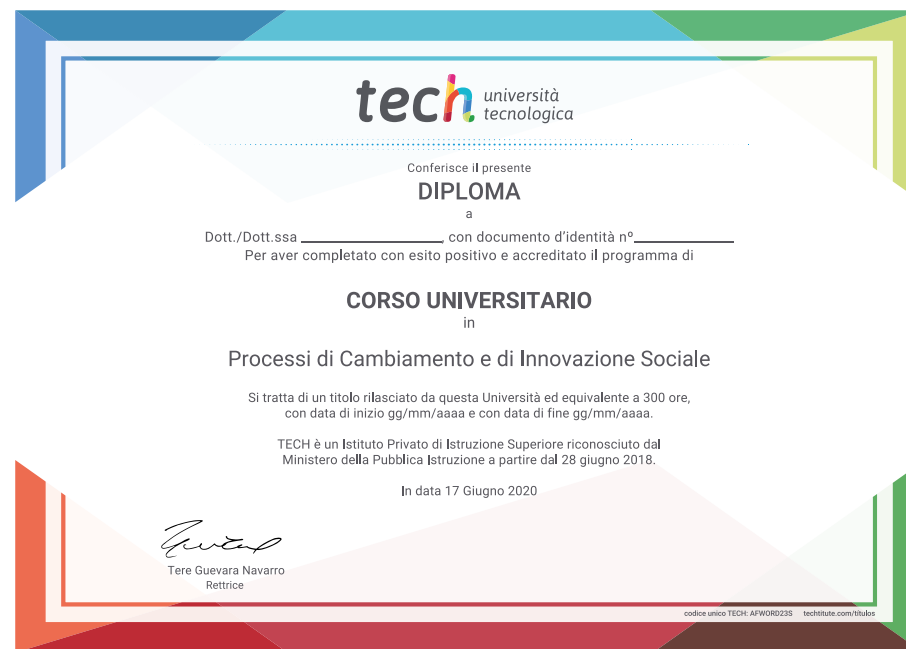 tech università
tecnologica
Conferisce il presente
DIPLOMA
a
Dott./Dott.ssa ____________________, con documento d'identità nº______________
Per aver completato con esito positivo e accreditato il programma di
CORSO UNIVERSITARIO
in
Processi di Cambiamento e di Innovazione Sociale
Si tratta di un titolo rilasciato da questa Università ed equivalente a 300 ore,
con data di inizio gg/mm/aaaa e con data di fine gg/mm/aaaa.
TECH è un Istituto Privato di Istruzione Superiore riconosciuto dal
Ministero della Pubblica Istruzione a partire dal 28 giugno 2018.
In data 17 Giugno 2020
Tere Guevara Navarro
Rettrice
codice unico TECH: AFWORD23S techtitute.com/títulos